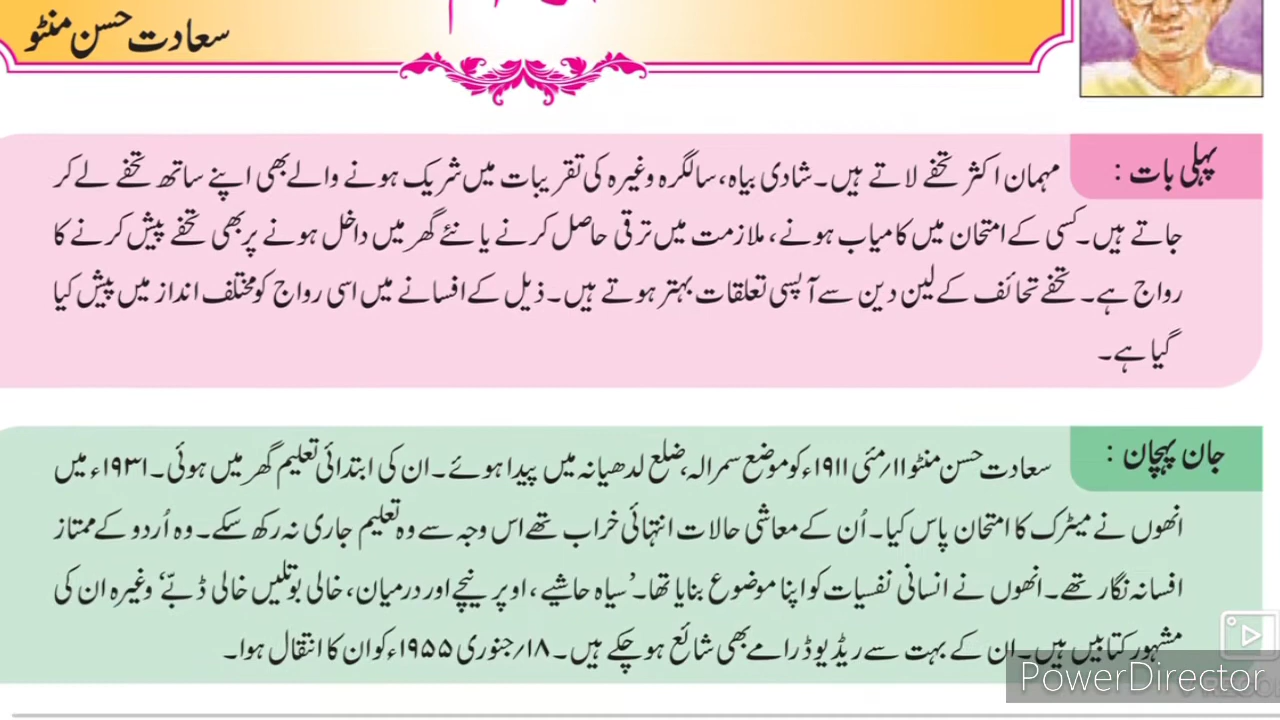 سعادت حسن منٹو
پہلی بات :
مہمان اکثر تحفے لاتے ہیں۔ شادی بیاہ، سالگرہ وغیرہ کی تقریبات میں شریک ہونے والے بھی اپنے ساتھ تحفے لے کر
جاتے ہیں۔ کسی کے امتحان میں کامیاب ہونے، ملازمت میں ترقی حاصل کرنے یا نئے گھر میں داخل ہونے پر بھی تحفے پیش کرنے کا
رواج ہے۔ تحفے تحائف کے لین دین سے آپسی تعلقات بہتر ہوتے ہیں۔ ذیل کے افسانے میں اسی رواج کو مختلف انداز میں پیش کیا
گیا ہے۔
جان پہچان :
سعادت حسن منٹو ۱۱؍ مئی ۱۹۱۱ء کو موضع سمرالہ، ضلع لدھیانہ میں پیدا ہوئے۔ ان کی ابتدائی تعلیم گھر میں ہوئی۔ ۱۹۳۱ء میں
انھوں نے میٹرک کا امتحان پاس کیا۔ اُن کے معاشی حالات انتہائی خراب تھے اس وجہ سے وہ تعلیم جاری نہ رکھ سکے۔ وہ اُردو کے ممتاز
افسانہ نگار تھے۔ انھوں نے انسانی نفسیات کو اپنا موضوع بنایا تھا۔ 'سیاہ حاشیے، اوپر نیچے اور درمیان، خالی بوتلیں خالی ڈبّے' وغیرہ ان کی
مشہور کتابیں ہیں۔ ان کے بہت سے ریڈیو ڈرامے بھی شائع ہو چکے ہیں۔ ۱۸؍ جنوری ۱۹۵۵ء کو ان کا انتقال ہوا۔
PowerDirector